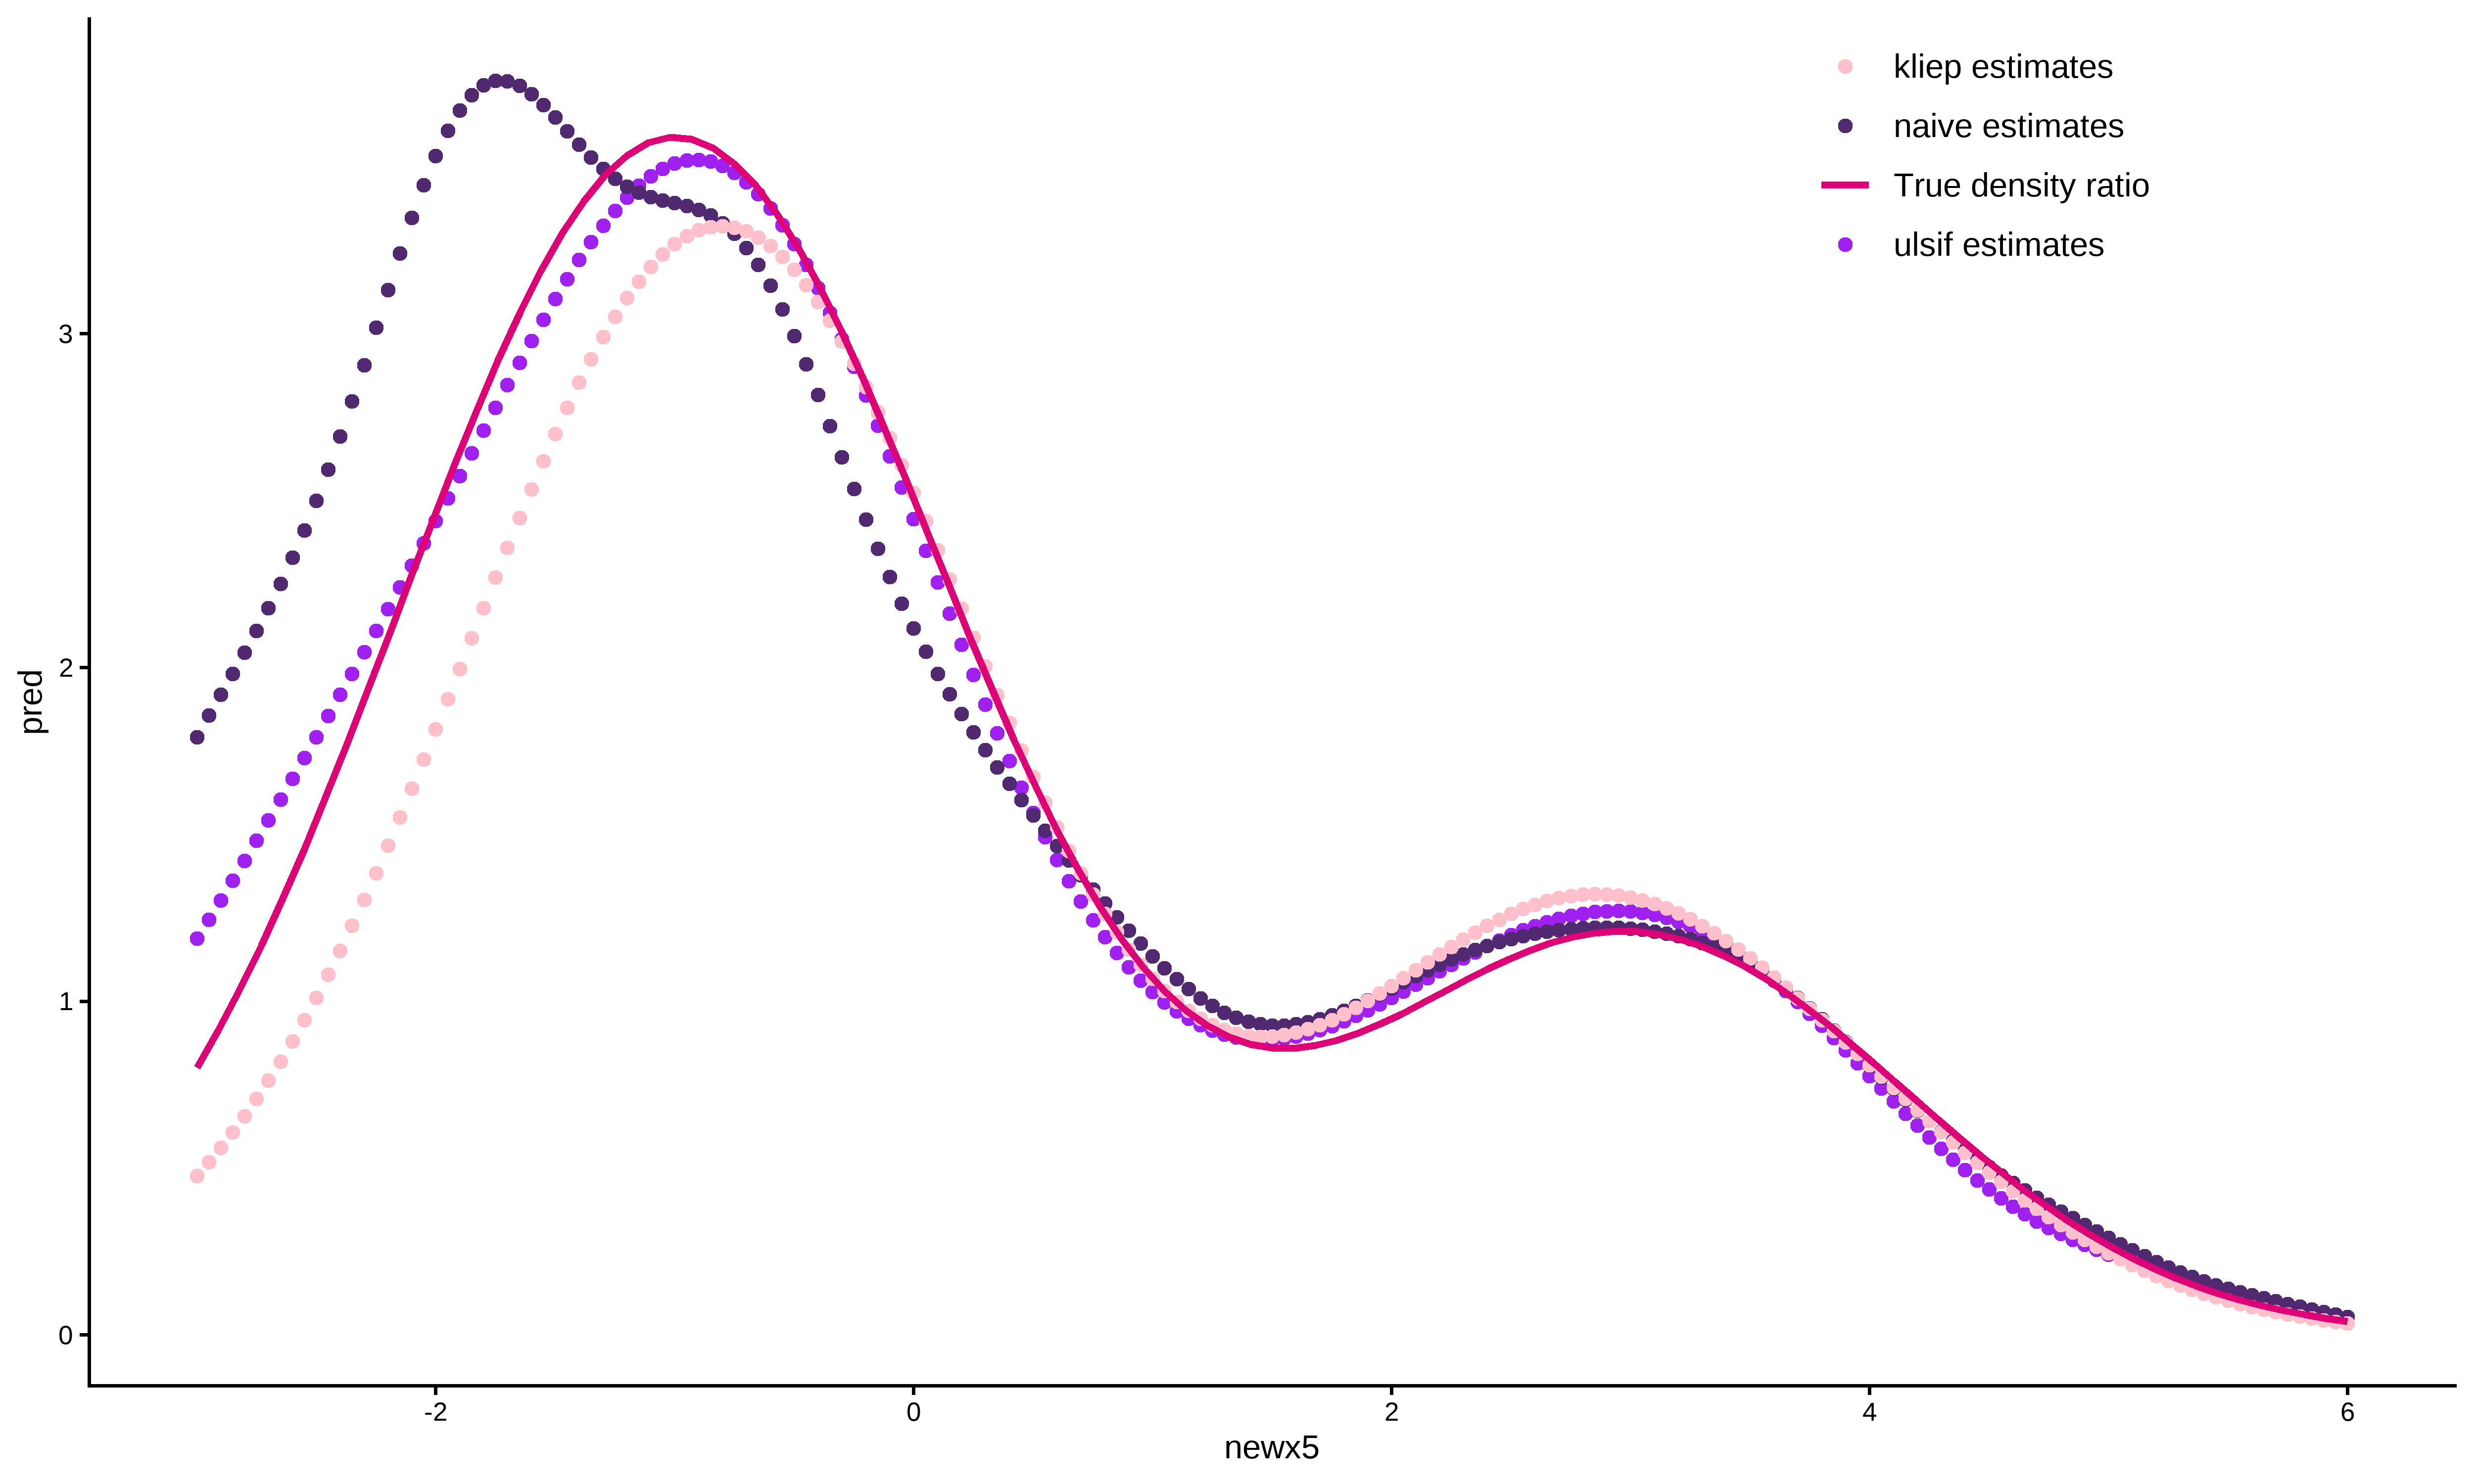 kliep estimates
naive estimates
True density ratio
ulsif estimates
3
2
1
0
pred
-2
0
2
4
6
newx5